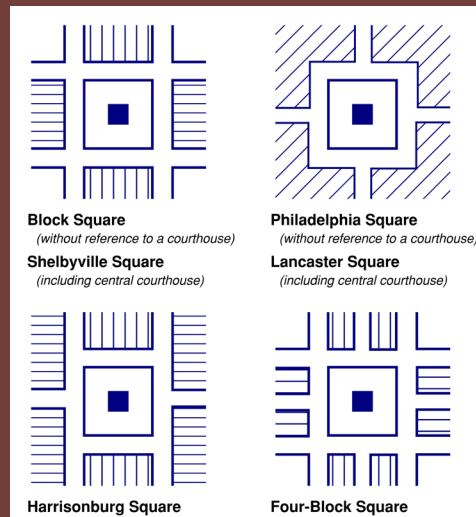 Block Square
(without reference to a courthouse)
Shelbyville Square
(including central courthouse)
Philadelphia Square
(without reference to a courthouse)
Lancaster Square
(including central courthouse)
Harrisonburg Square
Four-Block Square